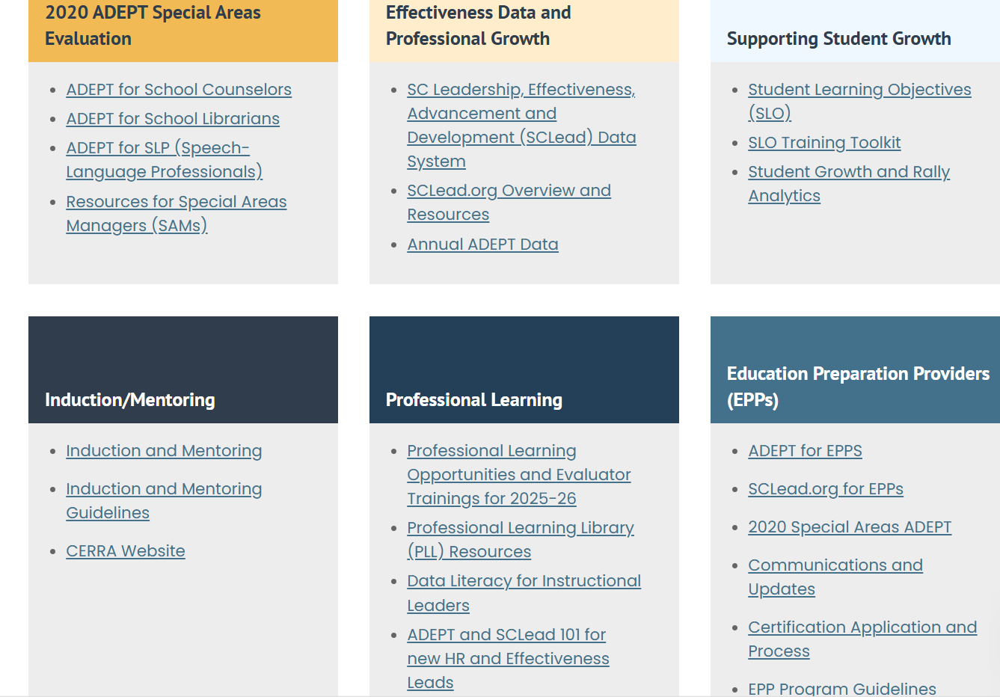 2020 ADEPT Special Areas
Evaluation
ADEPT for School Counselors
ADEPT for School Librarians
ADEPT for SLP (Speech-
Language Professionals)
Resources for Special Areas
Managers (SAMs)
Effectiveness Data and
Professional Growth
SC Leadership, Effectiveness,
Advancement and
Development (SCLead) Data
System
SCLead.org Overview and
Resources
Annual ADEPT Data
Supporting Student Growth
Student Learning Objectives
(SLO)
SLO Training Toolkit
Student Growth and Rally
Analytics
Induction/Mentoring
Induction and Mentoring
Induction and Mentoring
Guidelines
CERRA Website
Professional Learning
Professional Learning
Opportunities and Evaluator
Trainings for 2025-26
Professional Learning Library
(PLL) Resources
Data Literacy for Instructional
Leaders
ADEPT and SCLead 101 for
new HR and Effectiveness
Leads
Education Preparation Providers
(EPPs)
ADEPT for EPPS
SCLead.org for EPPs
2020 Special Areas ADEPT
Communications and
Updates
Certification Application and
Process
EPP Program Guidelines